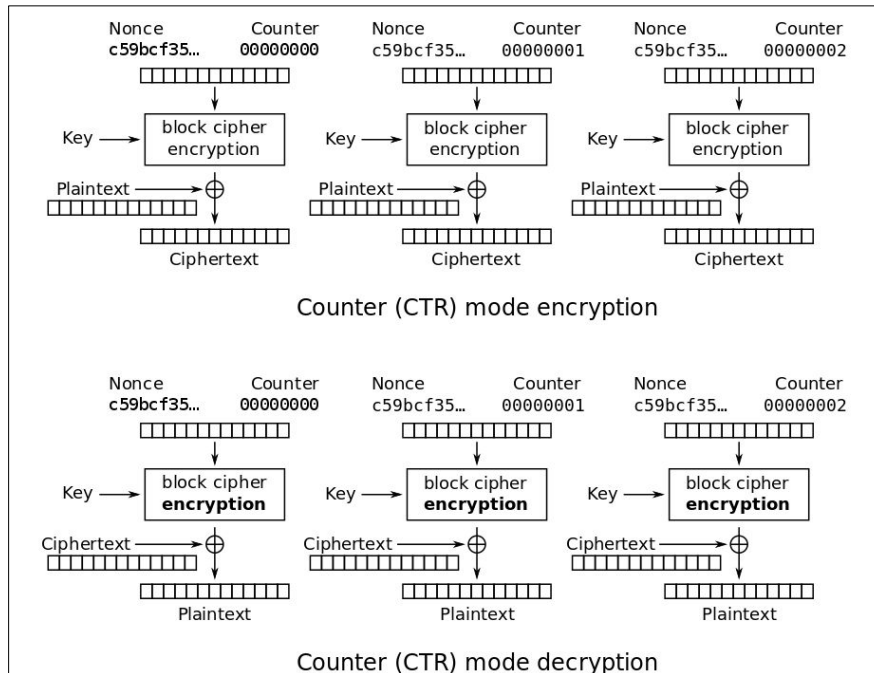 Nonce Counter Nonce Counter Nonce Counter
c59bcf35… 00000000 c59bcf35… 00000001 c59bcf35… 00000002
Key block cipher encryption Key block cipher encryption Key block cipher encryption
Plaintext Plaintext Plaintext
Ciphertext Ciphertext Ciphertext
Counter (CTR) mode encryption
Nonce Counter Nonce Counter Nonce Counter
c59bcf35… 00000000 c59bcf35… 00000001 c59bcf35… 00000002
Key block cipher encryption Key block cipher encryption Key block cipher encryption
Ciphertext Ciphertext Ciphertext
Plaintext Plaintext Plaintext
Counter (CTR) mode decryption